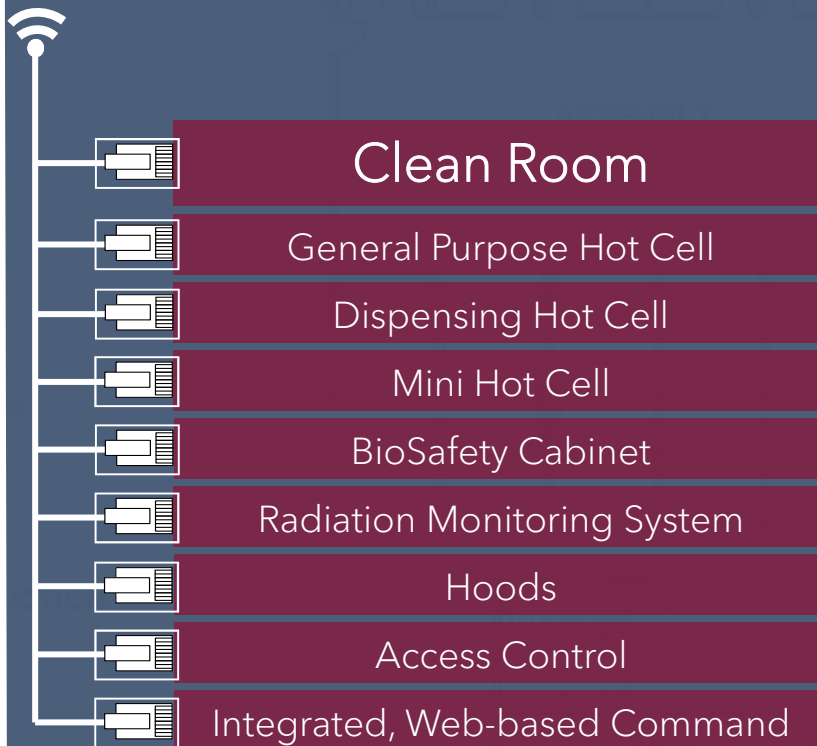 Clean Room
General Purpose Hot Cell
Dispensing Hot Cell
Mini Hot Cell
BioSafety Cabinet
Radiation Monitoring System
Hoods
Access Control
Integrated, Web-based Command